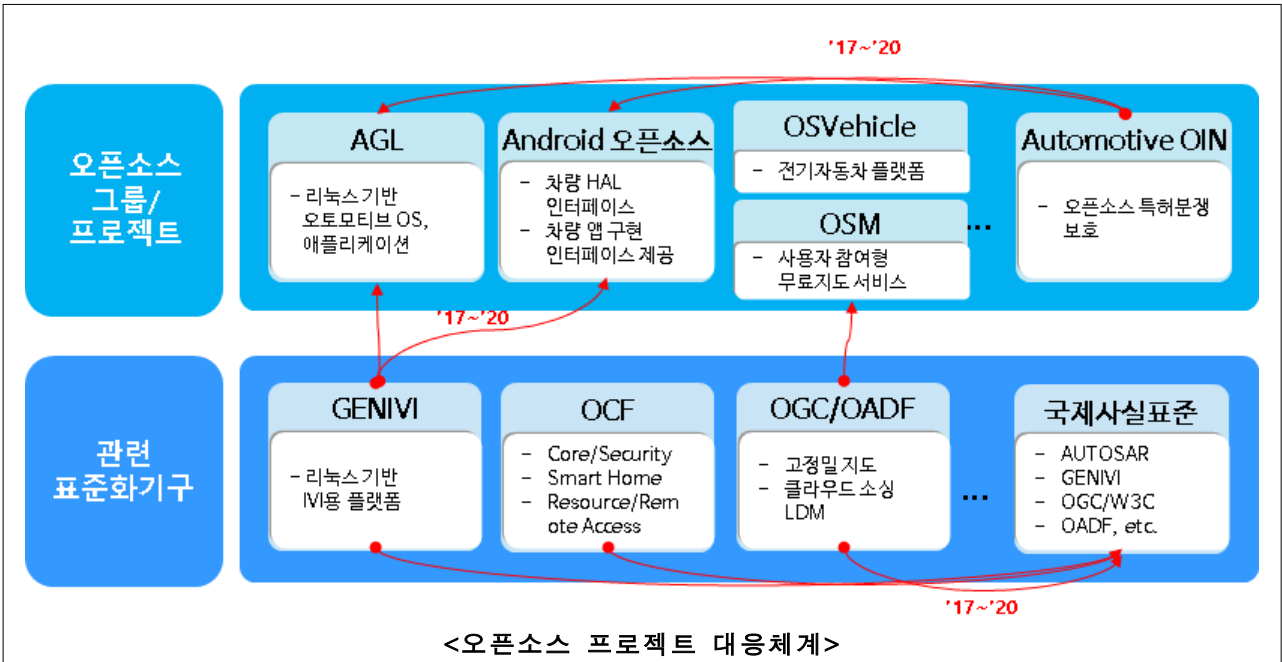 '17~'20
오픈소스
그룹/
프로젝트
AGL
- 리눅스 기반
오토모티브 OS,
애플리케이션
Android 오픈소스
- 차량 HAL
인터페이스
- 차량 앱 구현
인터페이스 제공
OSVehicle
- 전기자동차 플랫폼
OSM
- 사용자 참여형
무료지도 서비스
...
Automotive OIN
- 오픈소스 특허분쟁
보호
'17~'20
관련
표준화기구
GENIVI
- 리눅스 기반
IVI용 플랫폼
OCF
- Core/Security
- Smart Home
- Resource/Rem
ote Access
OGC/OADF
- 고정밀 지도
- 클라우드 소싱
LDM
...
국제사실표준
- AUTOSAR
- GENIVI
- OGC/W3C
- OADF, etc.
'17~'20
<오픈소스 프로젝트 대응체계>